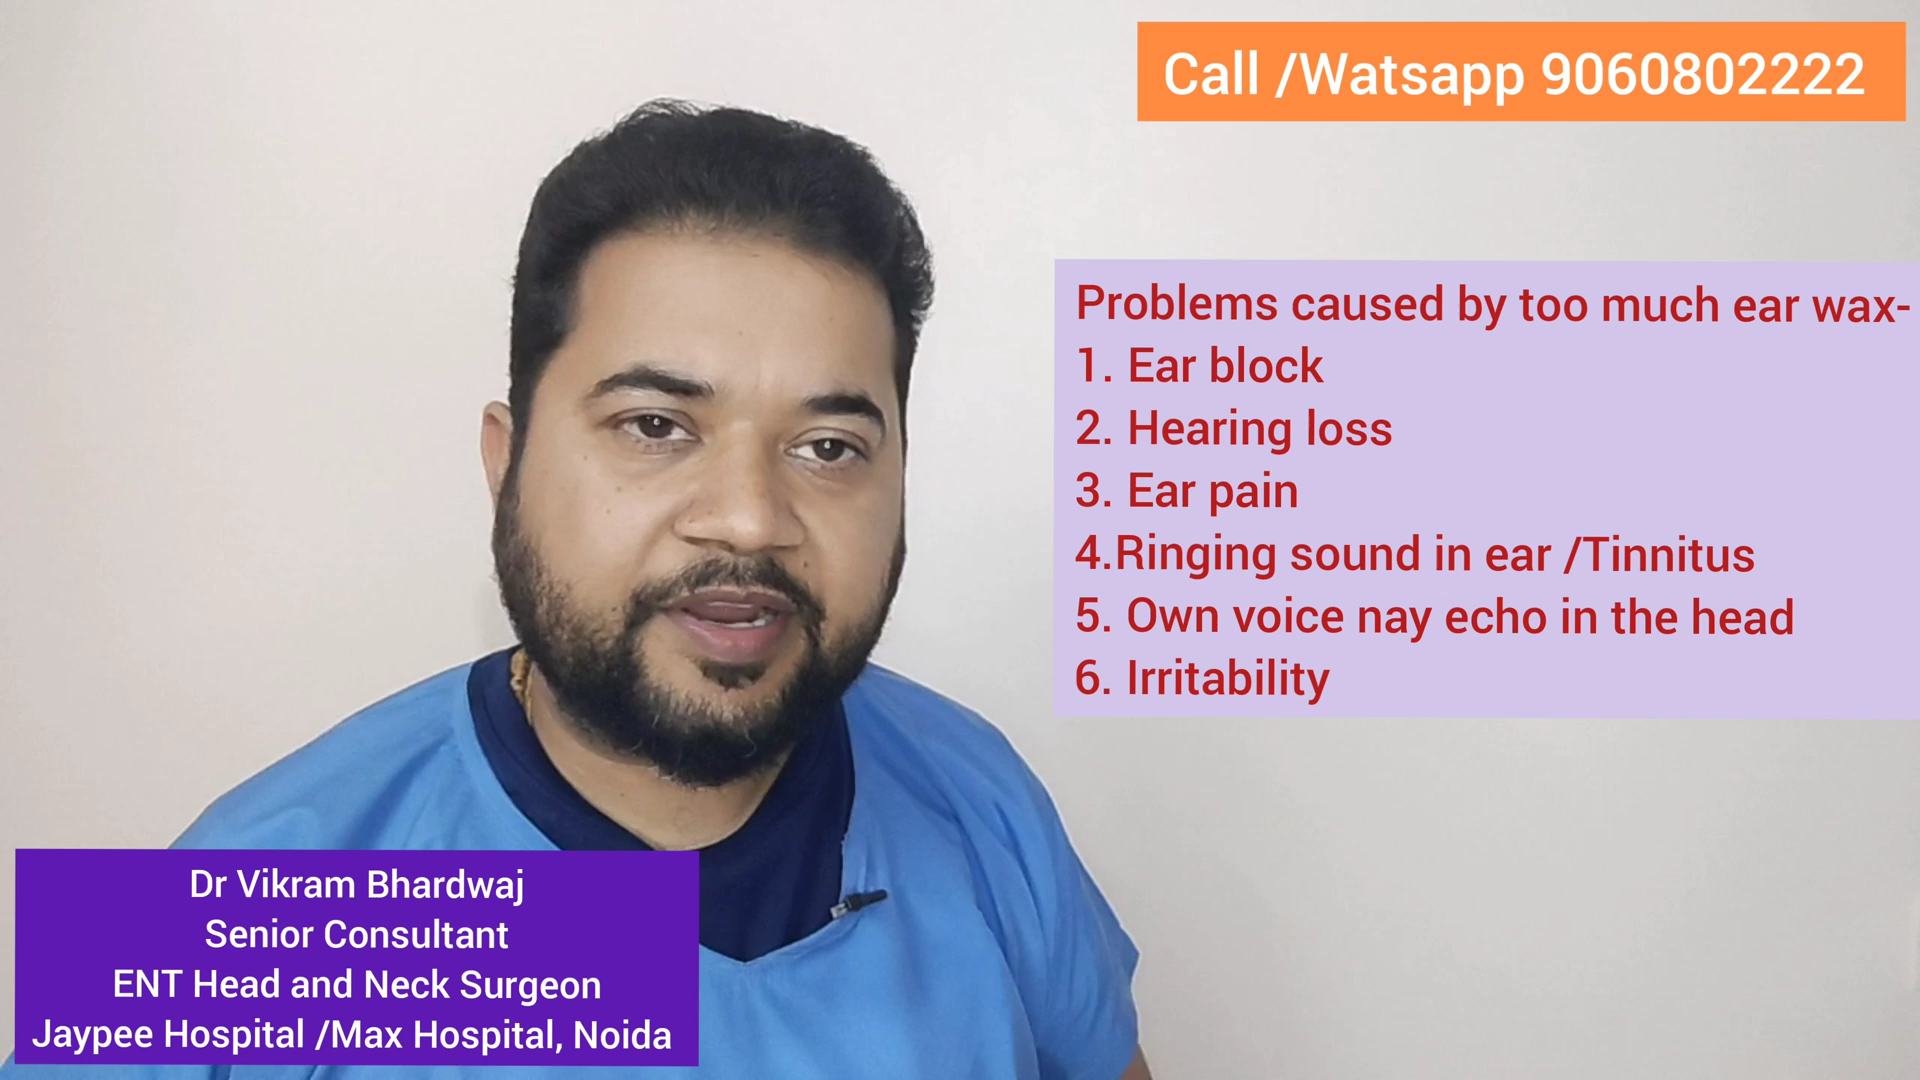 Call /Watsapp 9060802222
Problems caused by too much ear wax-
1. Ear block
2. Hearing loss
3. Ear pain
4.Ringing sound in ear /Tinnitus
5. Own voice nay echo in the head
6. Irritability
Dr Vikram Bhardwaj
Senior Consultant
ENT Head and Neck Surgeon
Jaypee Hospital /Max Hospital, Noida